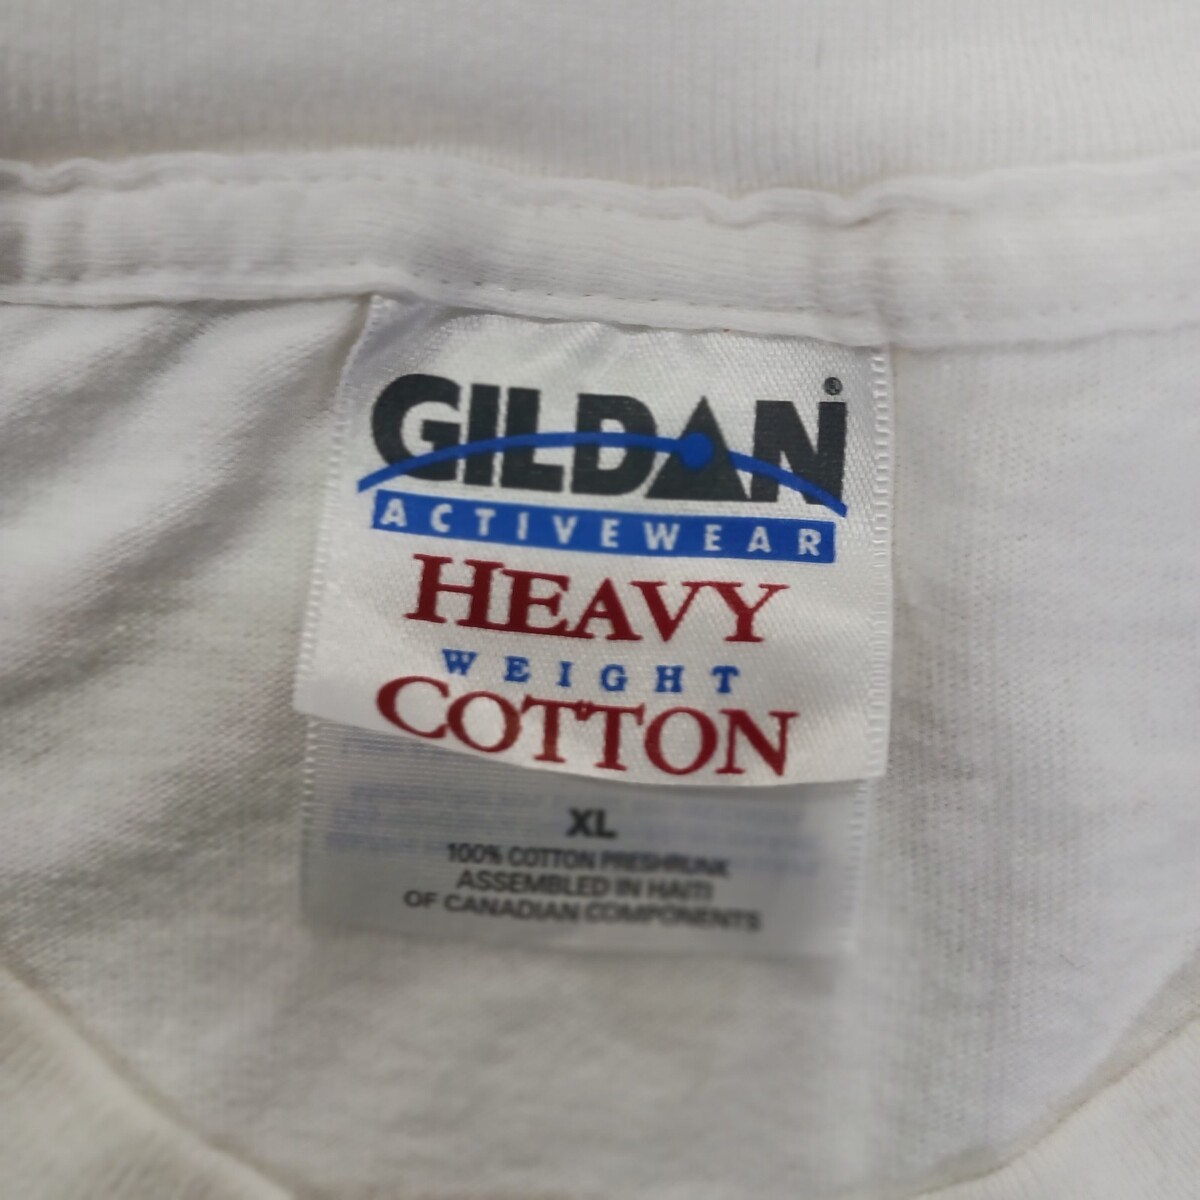 GILDAN®
ACTIVEWEAR
HEAVY
WEIGHT
COTTON
XL
100% COTTON PRESHRUNK
ASSEMBLED IN HAITI
OF CANADIAN COMPONENTS